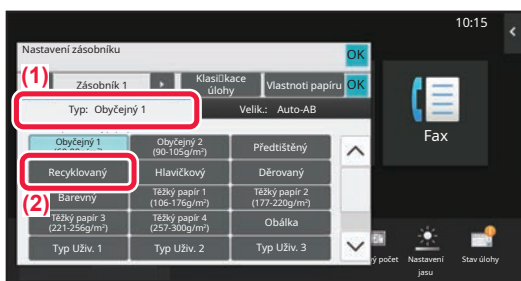 10:15
Nastavení zásobníku
OK
(1)
Zásobník 1
Klasi kace
úlohy
Vlastnoti papíru
OK
Typ: Obyčejný 1
Velik.: Auto-AB
Fax
Obyčejný 1
Obyčejný 2
(90-105g/m²)
Předtištěný
Recyklovaný
Hlavičkový
Děrovaný
(2)
Barevný
Těžký papír 1
(106-176g/m²)
Těžký papír 2
(177-220g/m²)
Těžký papír 3
(221-256g/m²)
Těžký papír 4
(257-300g/m²)
Obálka
Typ Uživ. 1
Typ Uživ. 2
Typ Uživ. 3
počet
Nastavení
jasu
Stav úlohy